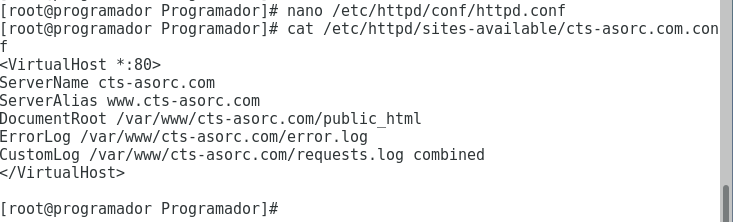 [root@programador Programador]# nano /etc/httpd/conf/httpd.conf
[root@programador Programador]# cat /etc/httpd/sites-available/cts-asorc.com.con
f
<VirtualHost *:80>
ServerName cts-asorc.com
ServerAlias www.cts-asorc.com
DocumentRoot /var/www/cts-asorc.com/public_html
ErrorLog /var/www/cts-asorc.com/error.log
CustomLog /var/www/cts-asorc.com/requests.log combined
</VirtualHost>
[root@programador Programador]#